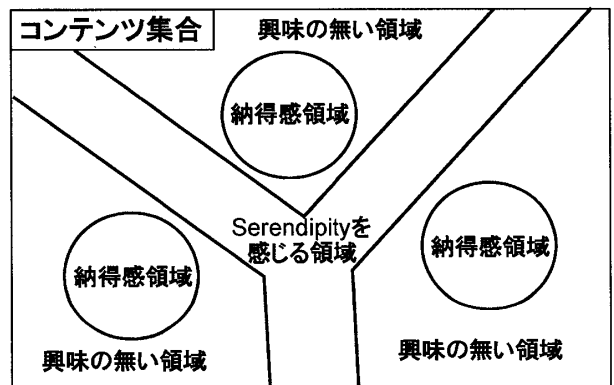 コンテンツ集合
興味の無い領域
納得感領域
Serendipityを
感じる領域
納得感領域
納得感領域
興味の無い領域
興味の無い領域